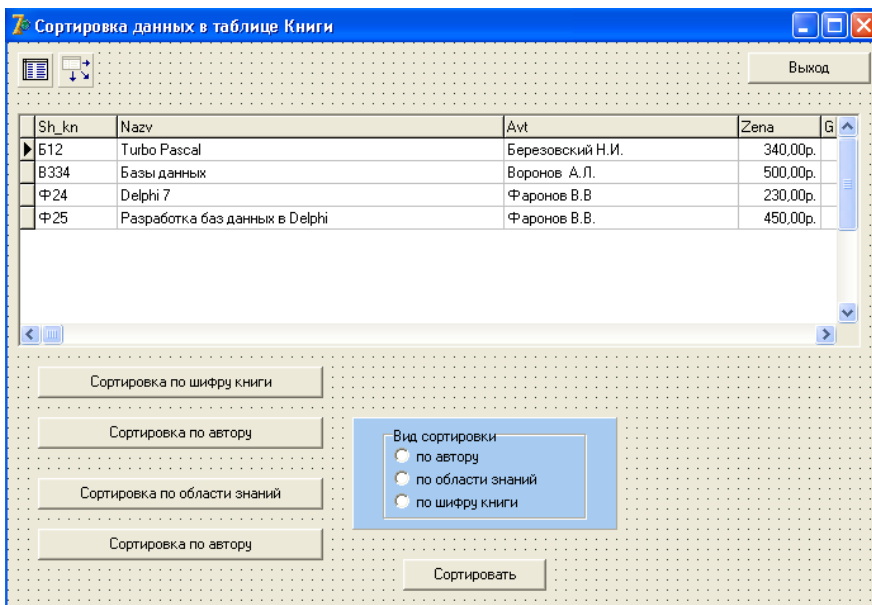 Сортировка данных в таблице Книги
Выход
Sh_kn Nazv Avt Zena G
Б12 Turbo Pascal Березовский Н.И. 340,00р.
В334 Базы данных Воронов А.Л. 500,00р.
Ф24 Delphi 7 Фаронов В.В 230,00р.
Ф25 Разработка баз данных в Delphi Фаронов В.В. 450,00р.
Сортировка по шифру книги
Сортировка по автору
Сортировка по области знаний
Сортировка по автору
Вид сортировки
по автору
по области знаний
по шифру книги
Сортировать